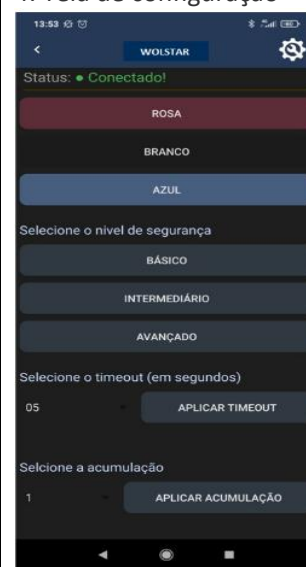 13:53
WOLSTAR
Status: • Conectado!
ROSA
BRANCO
AZUL
Selecione o nivel de segurança
BÁSICO
INTERMEDIÁRIO
AVANÇADO
Selecione o timeout (em segundos)
05 APLICAR TIMEOUT
Selcione a acumulação
1 APLICAR ACUMULAÇÃO